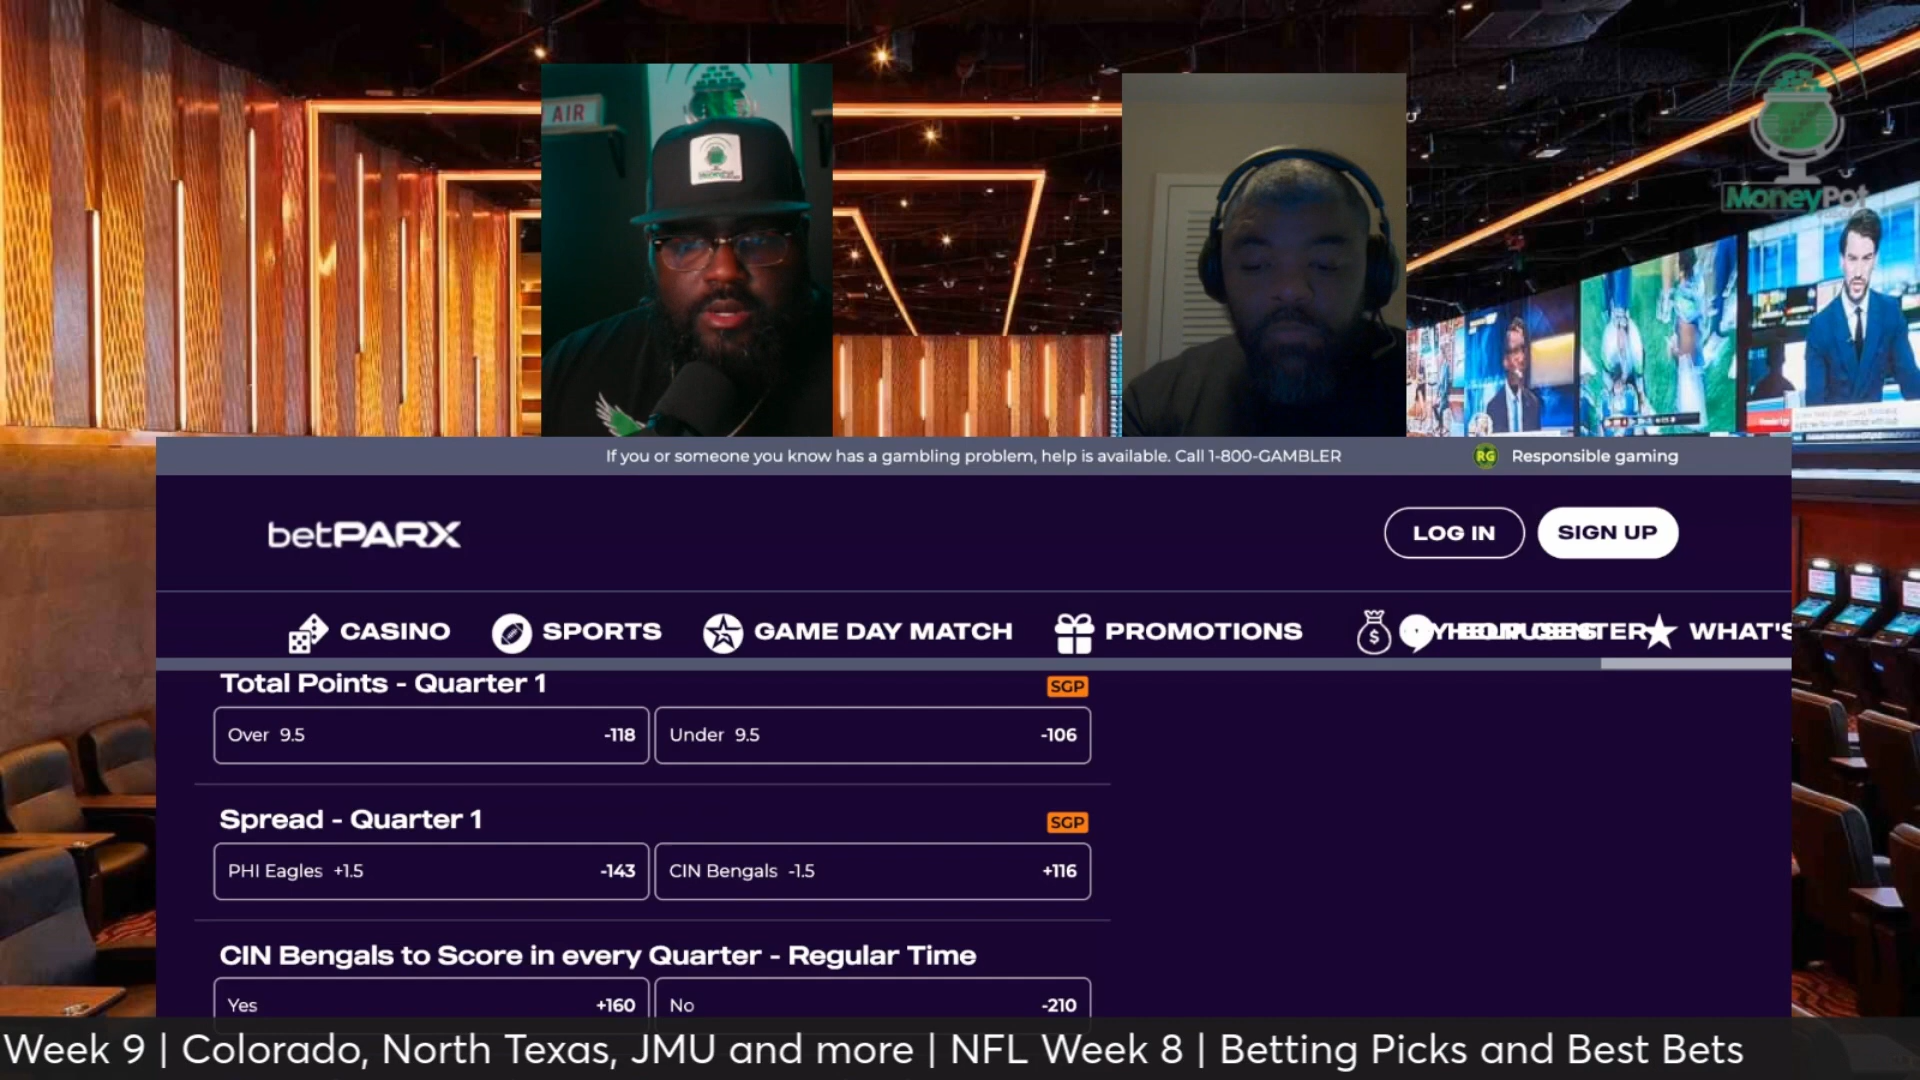 AIR
MoneyPot
If you or someone you know has a gambling problem, help is available. Call 1-800-GAMBLER
RG Responsible gaming
betPARX
LOG IN
SIGN UP
CASINO
SPORTS
GAME DAY MATCH
PROMOTIONS
WHAT'S
Total Points - Quarter 1
SGP
Over 9.5 -118
Under 9.5 -106
Spread - Quarter 1
SGP
PHI Eagles +1.5 -143
CIN Bengals -1.5 +116
CIN Bengals to Score in every Quarter - Regular Time
Yes +160
No -210
Week 9 | Colorado, North Texas, JMU and more | NFL Week 8 | Betting Picks and Best Bets